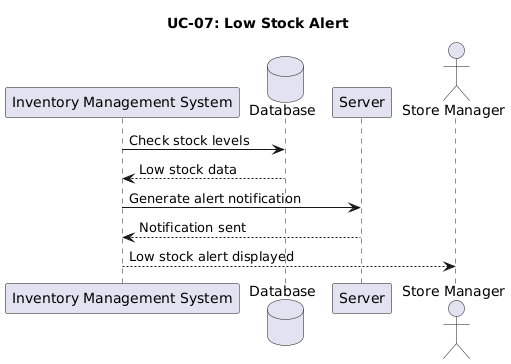 UC-07: Low Stock Alert
Inventory Management System
Database
Server
Store Manager
Check stock levels
Low stock data
Generate alert notification
Notification sent
Low stock alert displayed
Inventory Management System
Database
Server
Store Manager